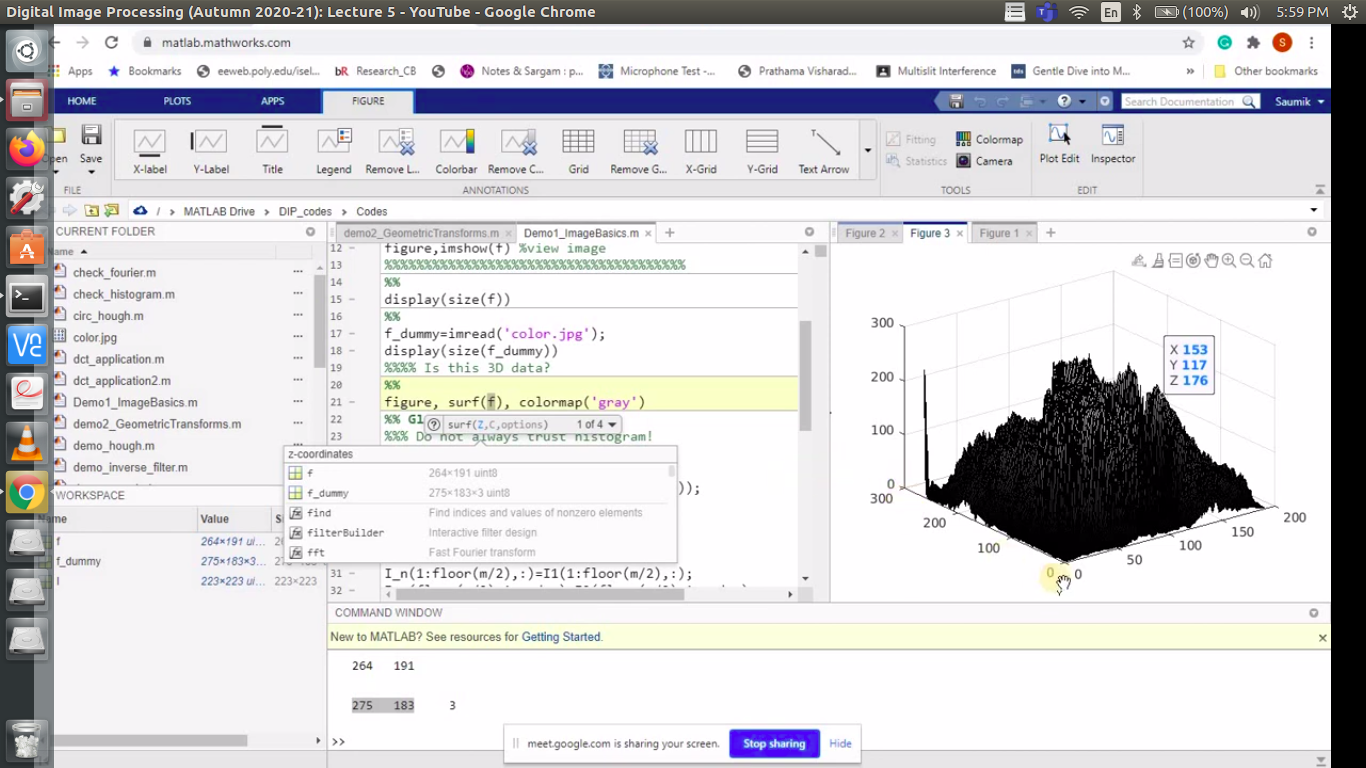 Digital Image Processing (Autumn 2020-21): Lecture 5 - YouTube - Google Chrome
En
(100%)
5:59 PM
matlab.mathworks.com
S
Apps
Bookmarks
eeweb.poly.edu/isel...
bR Research_CB
Notes & Sargam : p...
Microphone Test -...
Prathama Visharad...
Multislit Interference
Gentle Dive into M...
»
Other bookmarks
HOME
PLOTS
APPS
FIGURE
Search Documentation
Saumik
Open
Save
X-label
Y-Label
Title
Legend
Remove L...
Colorbar
Remove C...
Grid
Remove G...
X-Grid
Y-Grid
Text Arrow
Fitting
Colormap
Statistics
Camera
Plot Edit
Inspector
FILE
ANNOTATIONS
TOOLS
EDIT
/ MATLAB Drive DIP_codes Codes
CURRENT FOLDER
Name
check_fourier.m
check_histogram.m
circ_hough.m
color.jpg
dct_application.m
dct_application2.m
Demo1_ImageBasics.m
demo2_GeometricTransforms.m
demo_hough.m
demo_inverse_filter.m
WORKSPACE
Name Value
f 264×191 ui...
f_dummy 275×183×3...
I 223×223 ui... 223×223
demo2_GeometricTransforms.m
Demo1_ImageBasics.m
12 figure,imshow(f) %view image
13 %%%%%%%%%%%%%%%%%%%%%%%%%%%%%%%%%%%%%%
14 %%
15 display(size(f))
16 %%
17 f_dummy=imread('color.jpg');
18 display(size(f_dummy))
19 %%%% Is this 3D data?
20 %%
21 figure, surf(f), colormap('gray')
22 %% Gl
surf(Z,C,options) 1 of 4
23 %%% Do not always trust histogram!
z-coordinates
f 264×191 uint8
f_dummy 275×183×3 uint8
find Find indices and values of nonzero elements
filterBuilder Interactive filter design
fft Fast Fourier transform
));
31 I_n(1:floor(m/2),:)=I1(1:floor(m/2),:);
32
Figure 2
Figure 3
Figure 1
X 153
Y 117
Z 176
300
200
100
0
300
200
100
0
0
50
100
150
200
COMMAND WINDOW
New to MATLAB? See resources for Getting Started.
264 191
275 183 3
>>
meet.google.com is sharing your screen.
Stop sharing
Hide